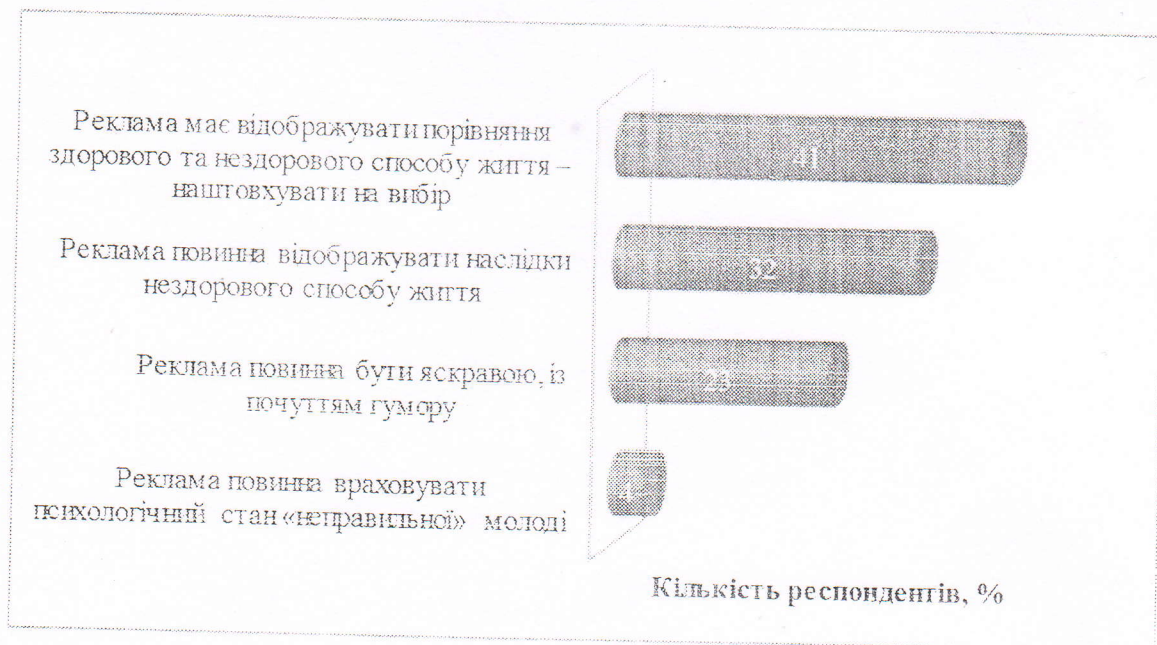 Реклама має відображувати порівняння
здорового та нездорового способу життя –
наштовхувати на вибір
41
Реклама повинна відображувати наслідки
нездорового способу життя
32
Реклама повинна бути яскравою, із
почуттям гумору
23
Реклама повинна враховувати
психологічний стан «неправильної» молоді
4
Кількість респондентів, %